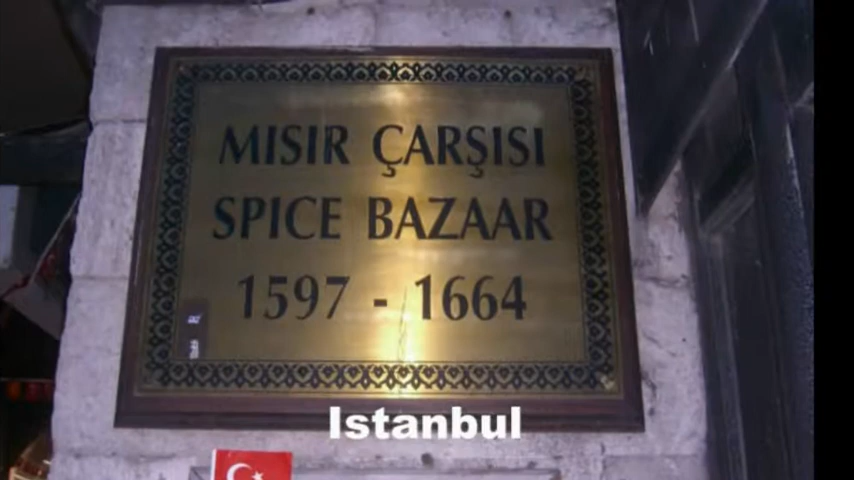 MISIR ÇARŞISI
SPICE BAZAAR
1597 - 1664
Istanbul